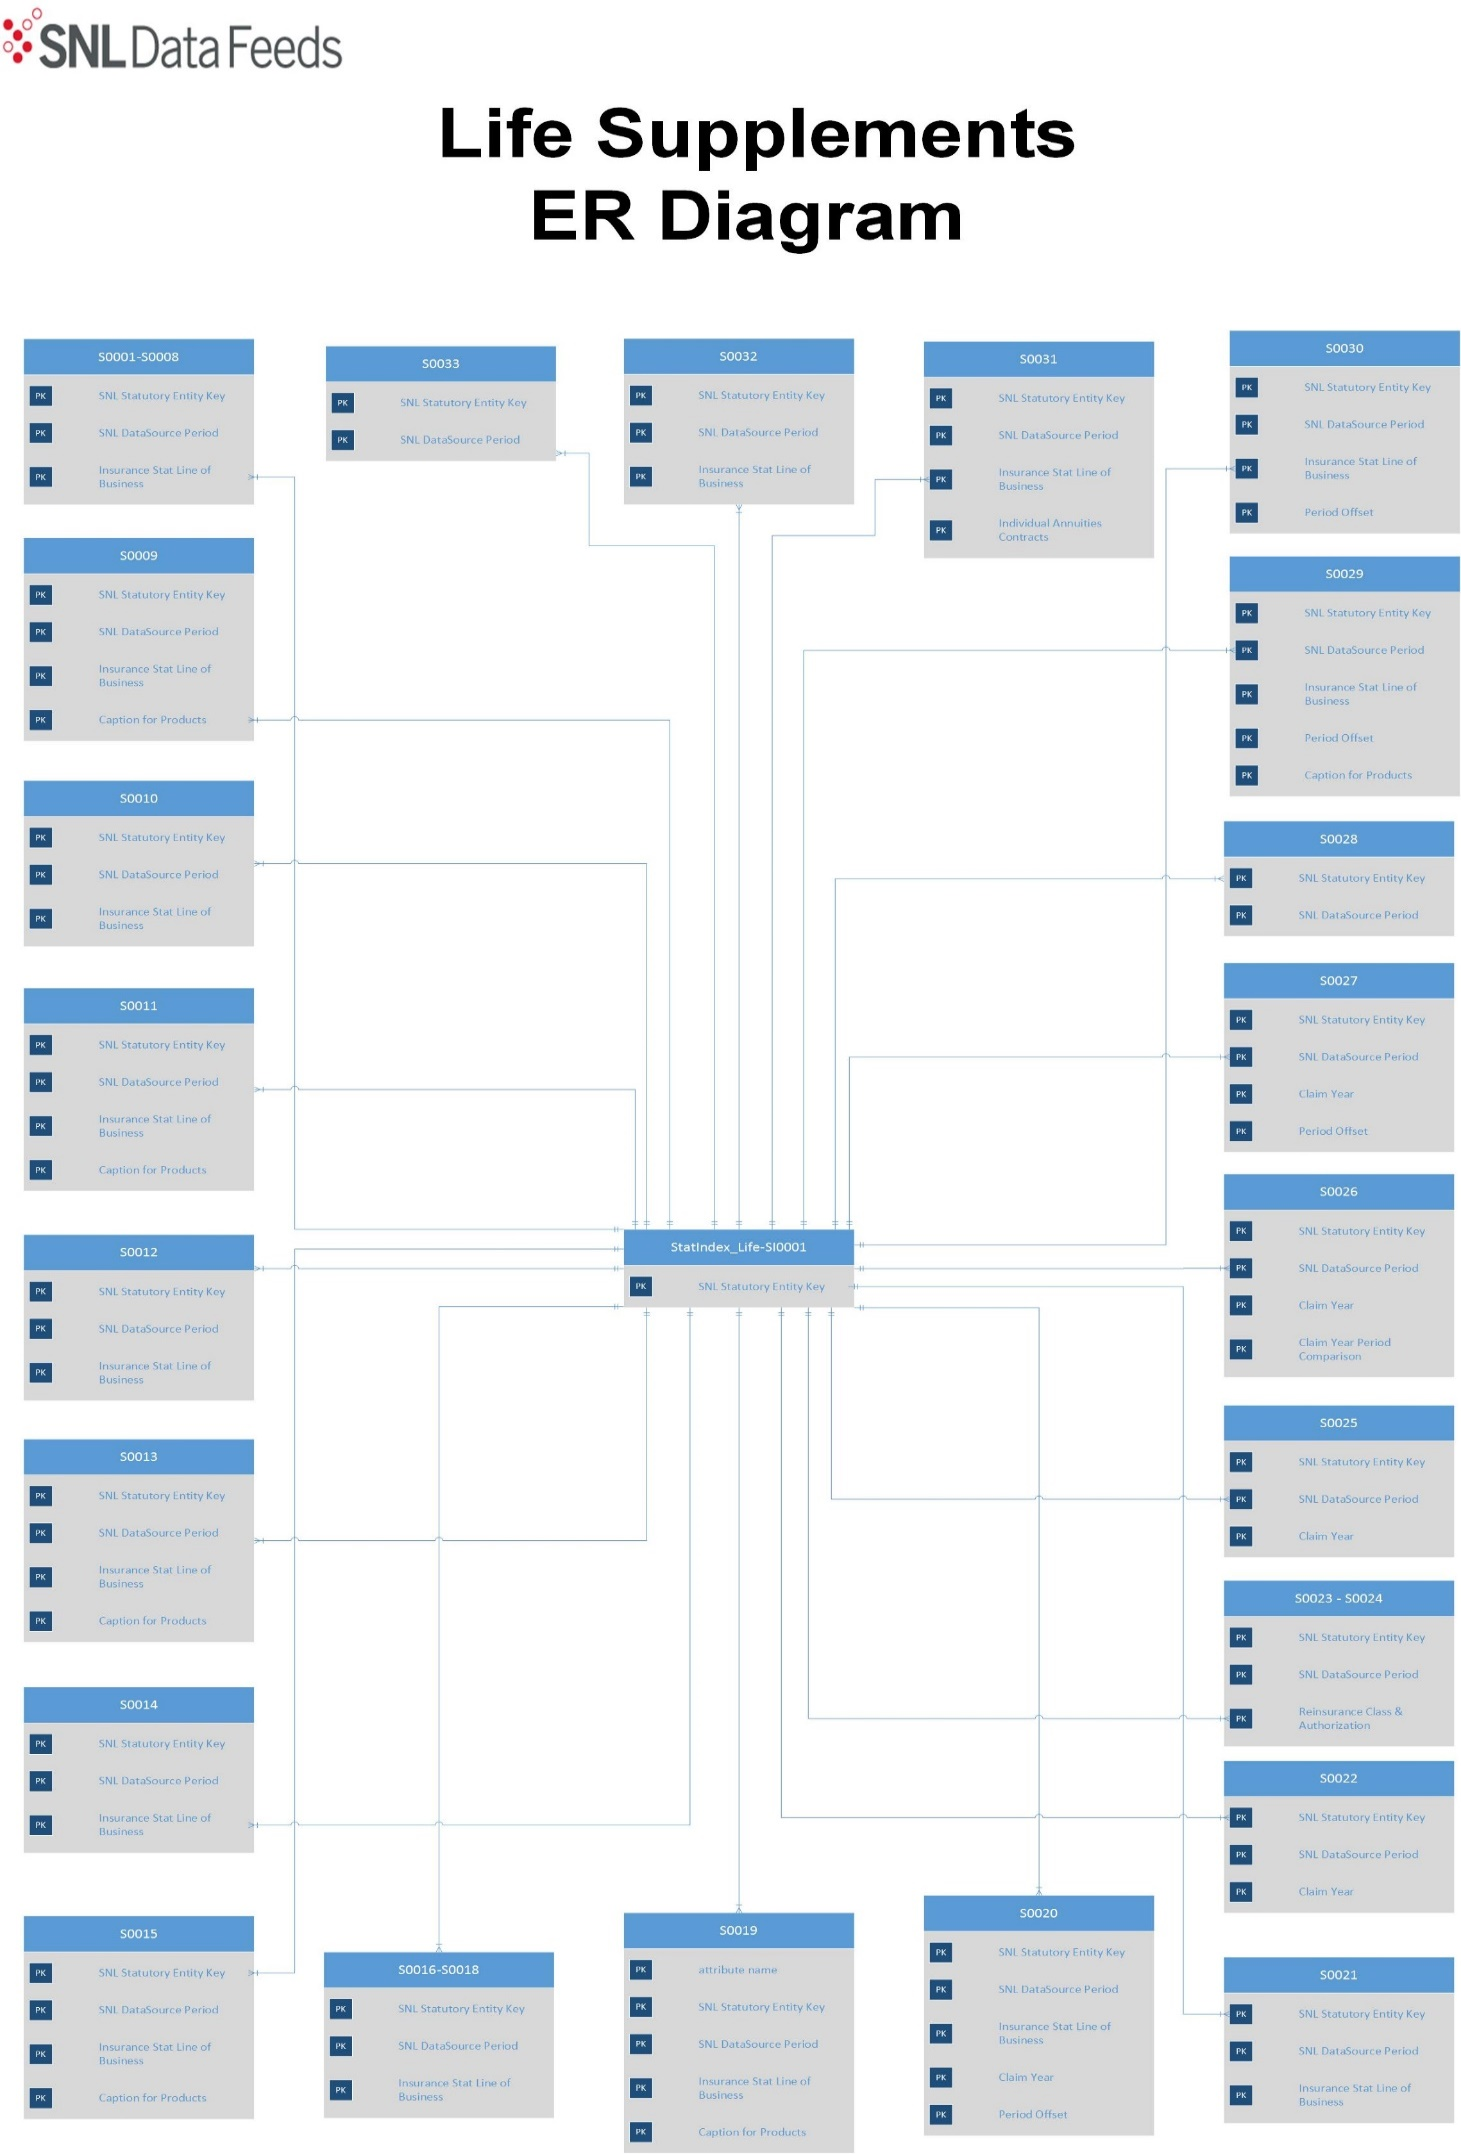 SNL Data Feeds
Life Supplements
ER Diagram
S0001-S0008
PK SNL Statutory Entity Key
PK SNL DataSource Period
PK Insurance Stat Line of
Business
S0033
PK SNL Statutory Entity Key
PK SNL DataSource Period
S0032
PK SNL Statutory Entity Key
PK SNL DataSource Period
PK Insurance Stat Line of
Business
S0031
PK SNL Statutory Entity Key
PK SNL DataSource Period
PK Insurance Stat Line of
Business
PK Individual Annuities
Contracts
S0030
PK SNL Statutory Entity Key
PK SNL DataSource Period
PK Insurance Stat Line of
Business
PK Period Offset
S0009
PK SNL Statutory Entity Key
PK SNL DataSource Period
PK Insurance Stat Line of
Business
PK Caption for Products
S0029
PK SNL Statutory Entity Key
PK SNL DataSource Period
PK Insurance Stat Line of
Business
PK Period Offset
PK Caption for Products
S0010
PK SNL Statutory Entity Key
PK SNL DataSource Period
PK Insurance Stat Line of
Business
S0028
PK SNL Statutory Entity Key
PK SNL DataSource Period
S0011
PK SNL Statutory Entity Key
PK SNL DataSource Period
PK Insurance Stat Line of
Business
PK Caption for Products
S0027
PK SNL Statutory Entity Key
PK SNL DataSource Period
PK Claim Year
PK Period Offset
S0012
PK SNL Statutory Entity Key
PK SNL DataSource Period
PK Insurance Stat Line of
Business
StatIndex_Life-SI0001
PK SNL Statutory Entity Key
S0026
PK SNL Statutory Entity Key
PK SNL DataSource Period
PK Claim Year
PK Claim Year Period
Comparison
S0013
PK SNL Statutory Entity Key
PK SNL DataSource Period
PK Insurance Stat Line of
Business
PK Caption for Products
S0025
PK SNL Statutory Entity Key
PK SNL DataSource Period
PK Claim Year
S0023 - S0024
PK SNL Statutory Entity Key
PK SNL DataSource Period
PK Reinsurance Class &
Authorization
S0014
PK SNL Statutory Entity Key
PK SNL DataSource Period
PK Insurance Stat Line of
Business
S0022
PK SNL Statutory Entity Key
PK SNL DataSource Period
PK Claim Year
S0015
PK SNL Statutory Entity Key
PK SNL DataSource Period
PK Insurance Stat Line of
Business
PK Caption for Products
S0016-S0018
PK SNL Statutory Entity Key
PK SNL DataSource Period
PK Insurance Stat Line of
Business
S0019
PK attribute name
PK SNL Statutory Entity Key
PK SNL DataSource Period
PK Insurance Stat Line of
Business
PK Caption for Products
S0020
PK SNL Statutory Entity Key
PK SNL DataSource Period
PK Insurance Stat Line of
Business
PK Claim Year
PK Period Offset
S0021
PK SNL Statutory Entity Key
PK SNL DataSource Period
PK Insurance Stat Line of
Business